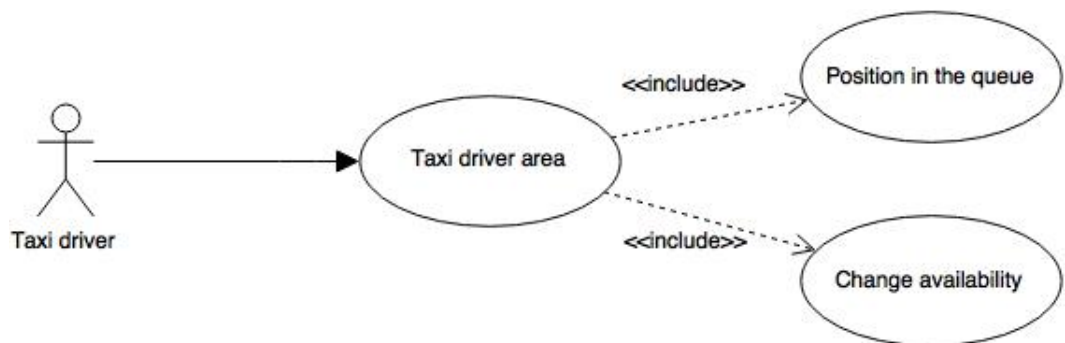 Position in the queue
<<include>>
Taxi driver area
Taxi driver
<<include>>
Change availability